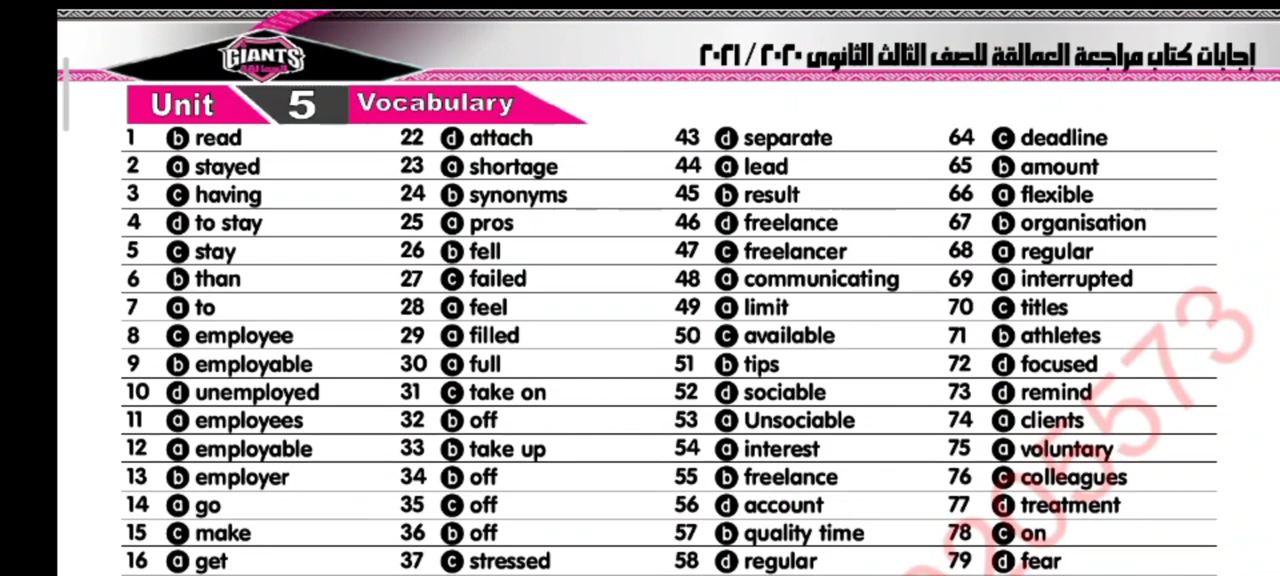 GIANTS
العمالقة
إجابات كتاب مراجعة العمالقة للصف الثالث الثانوى ٢٠٢٠ / ٢٠٢١
Unit 5 Vocabulary
1 b read 22 d attach 43 d separate 64 c deadline
2 a stayed 23 a shortage 44 a lead 65 b amount
3 c having 24 b synonyms 45 b result 66 a flexible
4 d to stay 25 a pros 46 d freelance 67 b organisation
5 c stay 26 b fell 47 c freelancer 68 a regular
6 b than 27 c failed 48 a communicating 69 a interrupted
7 a to 28 a feel 49 a limit 70 c titles
8 c employee 29 a filled 50 c available 71 b athletes
9 b employable 30 a full 51 b tips 72 d focused
10 d unemployed 31 c take on 52 d sociable 73 d remind
11 a employees 32 b off 53 a Unsociable 74 a clients
12 a employable 33 b take up 54 a interest 75 a voluntary
13 b employer 34 b off 55 b freelance 76 c colleagues
14 a go 35 c off 56 d account 77 d treatment
15 c make 36 b off 57 b quality time 78 c on
16 a get 37 c stressed 58 d regular 79 d fear
205573